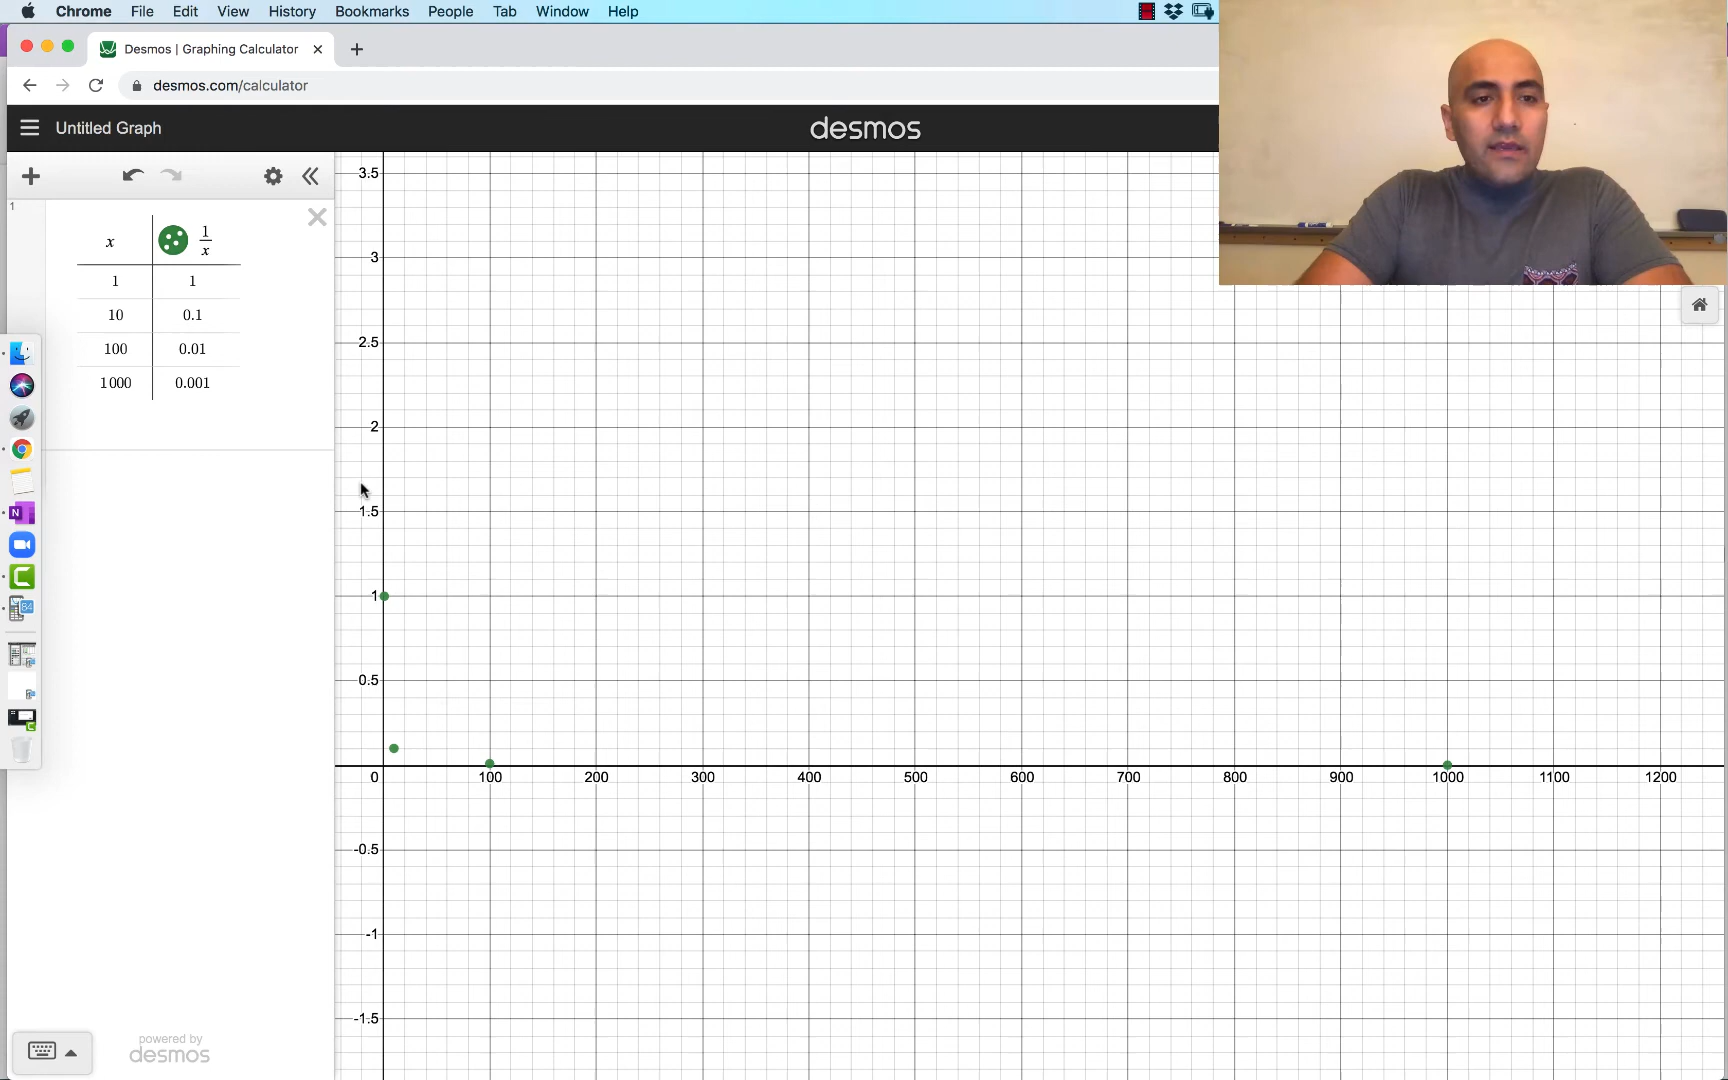 Chrome File Edit View History Bookmarks People Tab Window Help
Desmos | Graphing Calculator
desmos.com/calculator
Untitled Graph
desmos
1
x 1/x
1 1
10 0.1
100 0.01
1000 0.001
3.5
3
2.5
2
1.5
1
0.5
0 100 200 300 400 500 600 700 800 900 1000 1100 1200
-0.5
-1
-1.5
N
84
powered by
desmos